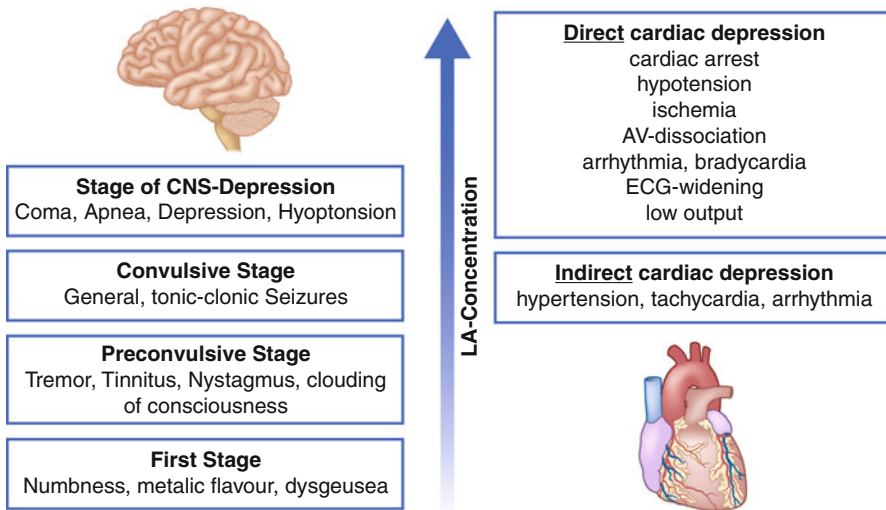 Stage of CNS-Depression
Coma, Apnea, Depression, Hyoptonsion
Convulsive Stage
General, tonic-clonic Seizures
Preconvulsive Stage
Tremor, Tinnitus, Nystagmus, clouding
of consciousness
First Stage
Numbness, metalic flavour, dysgeusea
LA-Concentration
Direct cardiac depression
cardiac arrest
hypotension
ischemia
AV-dissociation
arrhythmia, bradycardia
ECG-widening
low output
Indirect cardiac depression
hypertension, tachycardia, arrhythmia